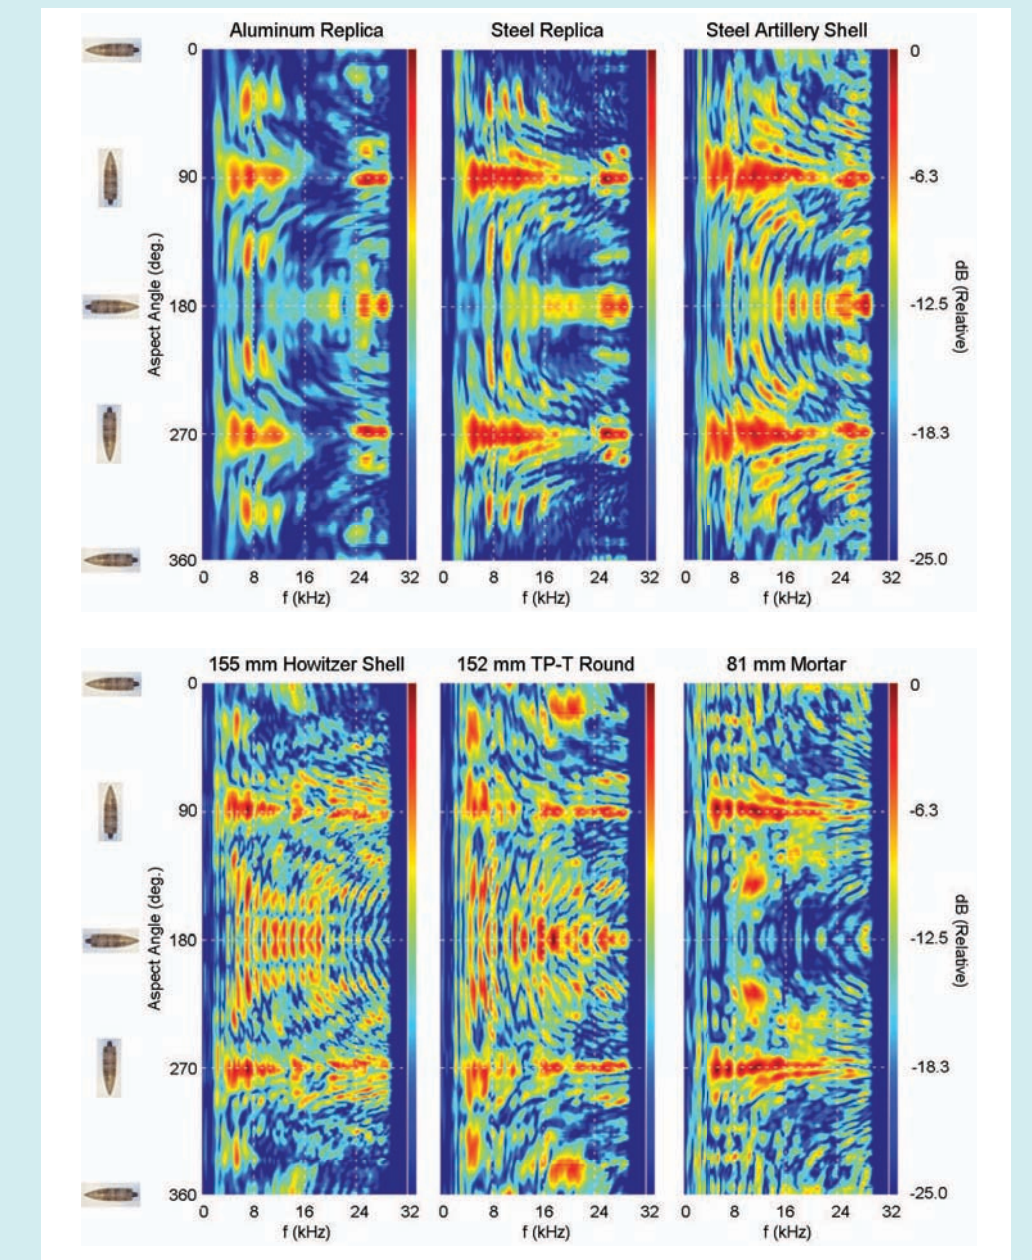 Aluminum Replica Steel Replica Steel Artillery Shell
0 0
90 -6.3
180 -12.5
270 -18.3
360 -25.0
Aspect Angle (deg.)
dB (Relative)
0 8 16 24 32 0 8 16 24 32 0 8 16 24 32
f (kHz) f (kHz) f (kHz)
155 mm Howitzer Shell 152 mm TP-T Round 81 mm Mortar
0 0
90 -6.3
180 -12.5
270 -18.3
360 -25.0
Aspect Angle (deg.)
dB (Relative)
0 8 16 24 32 0 8 16 24 32 0 8 16 24 32
f (kHz) f (kHz) f (kHz)